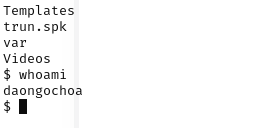 Templates
trun.spk
var
Videos
$ whoami
daongochoa
$